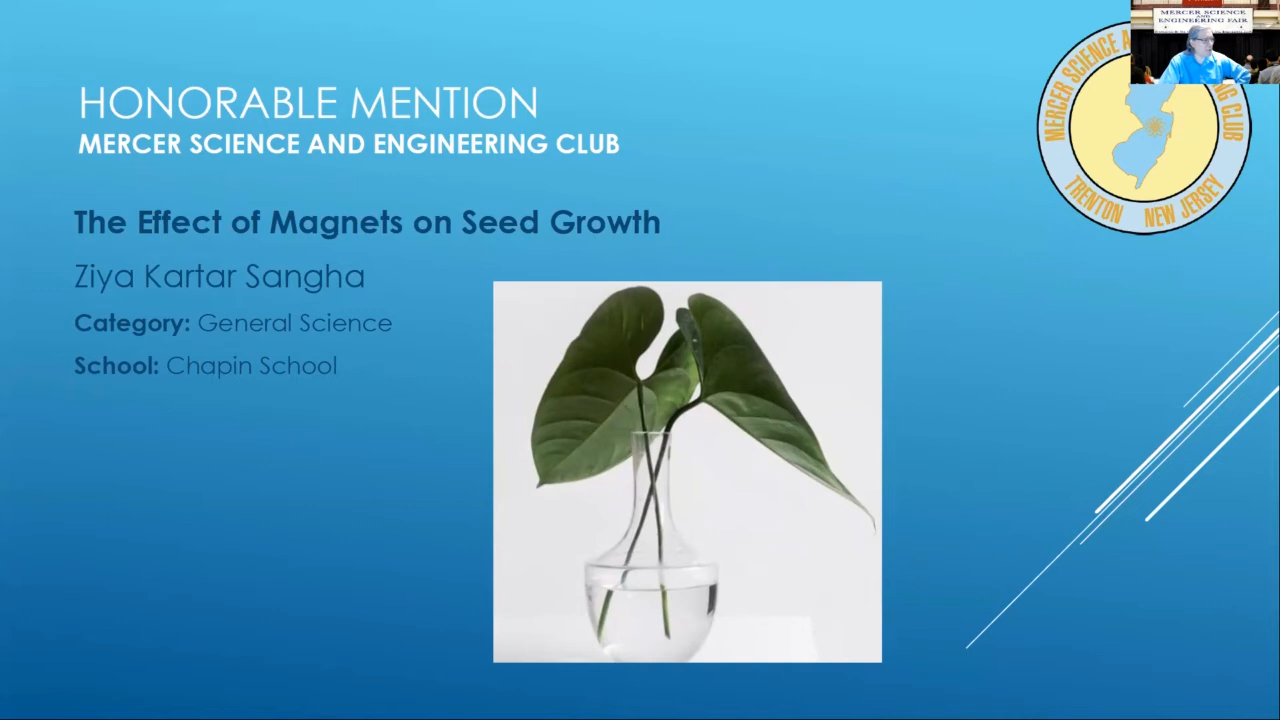 HONORABLE MENTION
MERCER SCIENCE AND ENGINEERING CLUB
The Effect of Magnets on Seed Growth
Ziya Kartar Sangha
Category: General Science
School: Chapin School
MERCER SCIENCE A
NG CLUB
TRENTON NEW JERSEY
MERCER SCIENCE
AND
ENGINEERING FAIR